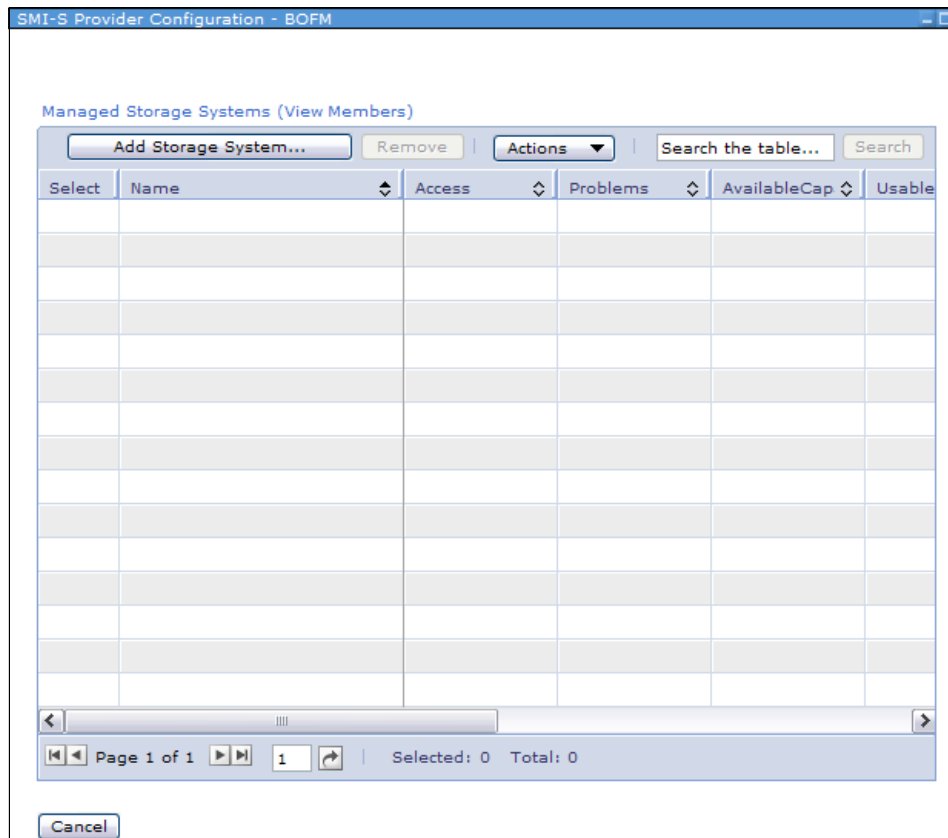 SMI-S Provider Configuration - BOFM
Managed Storage Systems (View Members)
Add Storage System... Remove Actions Search the table... Search
Select Name Access Problems AvailableCap Usable
Page 1 of 1 1 Selected: 0 Total: 0
Cancel